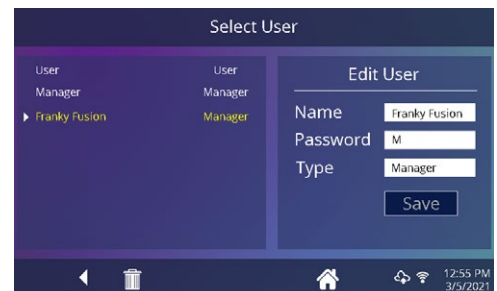 Select User
User User
Manager Manager
Franky Fusion Manager
Edit User
Name Franky Fusion
Password M
Type Manager
Save
12:55 PM
3/5/2021